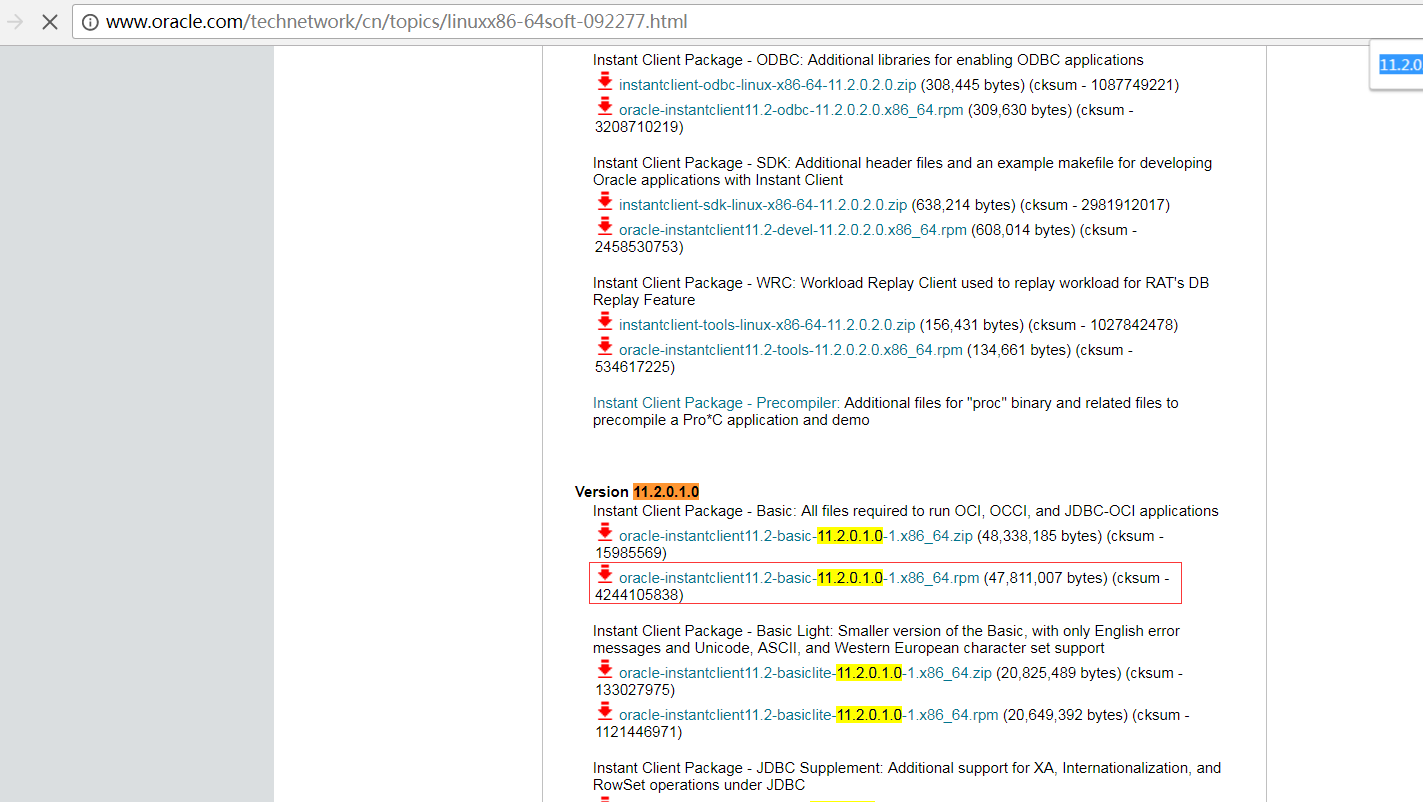 www.oracle.com/technetwork/cn/topics/linuxx86-64soft-092277.html
11.2.0
Instant Client Package - ODBC: Additional libraries for enabling ODBC applications
instantclient-odbc-linux-x86-64-11.2.0.2.0.zip (308,445 bytes) (cksum - 1087749221)
oracle-instantclient11.2-odbc-11.2.0.2.0.x86_64.rpm (309,630 bytes) (cksum -
3208710219)
Instant Client Package - SDK: Additional header files and an example makefile for developing
Oracle applications with Instant Client
instantclient-sdk-linux-x86-64-11.2.0.2.0.zip (638,214 bytes) (cksum - 2981912017)
oracle-instantclient11.2-devel-11.2.0.2.0.x86_64.rpm (608,014 bytes) (cksum -
2458530753)
Instant Client Package - WRC: Workload Replay Client used to replay workload for RAT's DB
Replay Feature
instantclient-tools-linux-x86-64-11.2.0.2.0.zip (156,431 bytes) (cksum - 1027842478)
oracle-instantclient11.2-tools-11.2.0.2.0.x86_64.rpm (134,661 bytes) (cksum -
534617225)
Instant Client Package - Precompiler: Additional files for "proc" binary and related files to
precompile a Pro*C application and demo
Version 11.2.0.1.0
Instant Client Package - Basic: All files required to run OCI, OCCI, and JDBC-OCI applications
oracle-instantclient11.2-basic-11.2.0.1.0-1.x86_64.zip (48,338,185 bytes) (cksum -
15985569)
oracle-instantclient11.2-basic-11.2.0.1.0-1.x86_64.rpm (47,811,007 bytes) (cksum -
4244105838)
Instant Client Package - Basic Light: Smaller version of the Basic, with only English error
messages and Unicode, ASCII, and Western European character set support
oracle-instantclient11.2-basiclite-11.2.0.1.0-1.x86_64.zip (20,825,489 bytes) (cksum -
133027975)
oracle-instantclient11.2-basiclite-11.2.0.1.0-1.x86_64.rpm (20,649,392 bytes) (cksum -
1121446971)
Instant Client Package - JDBC Supplement: Additional support for XA, Internationalization, and
RowSet operations under JDBC